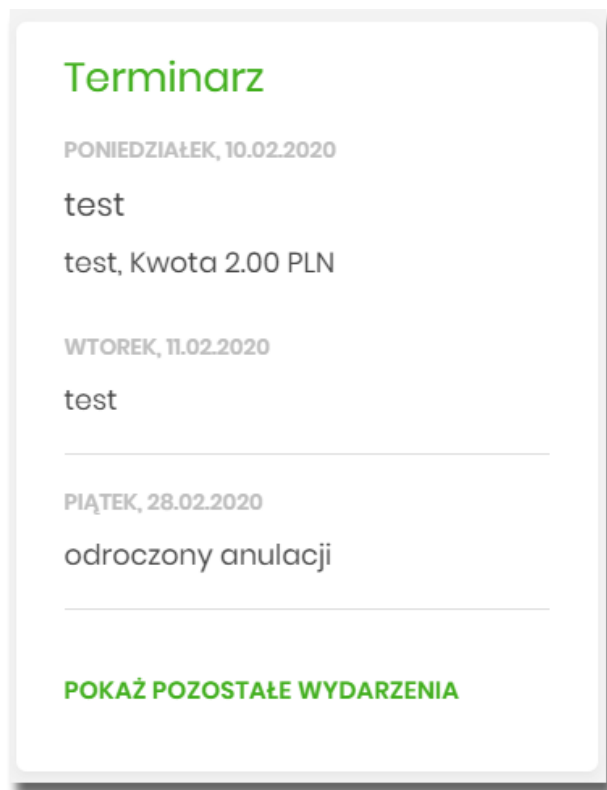 Terminarz
PONIEDZIAŁEK, 10.02.2020
test
test, Kwota 2.00 PLN
WTOREK, 11.02.2020
test
PIĄTEK, 28.02.2020
odroczony anulacji
POKAŻ POZOSTAŁE WYDARZENIA